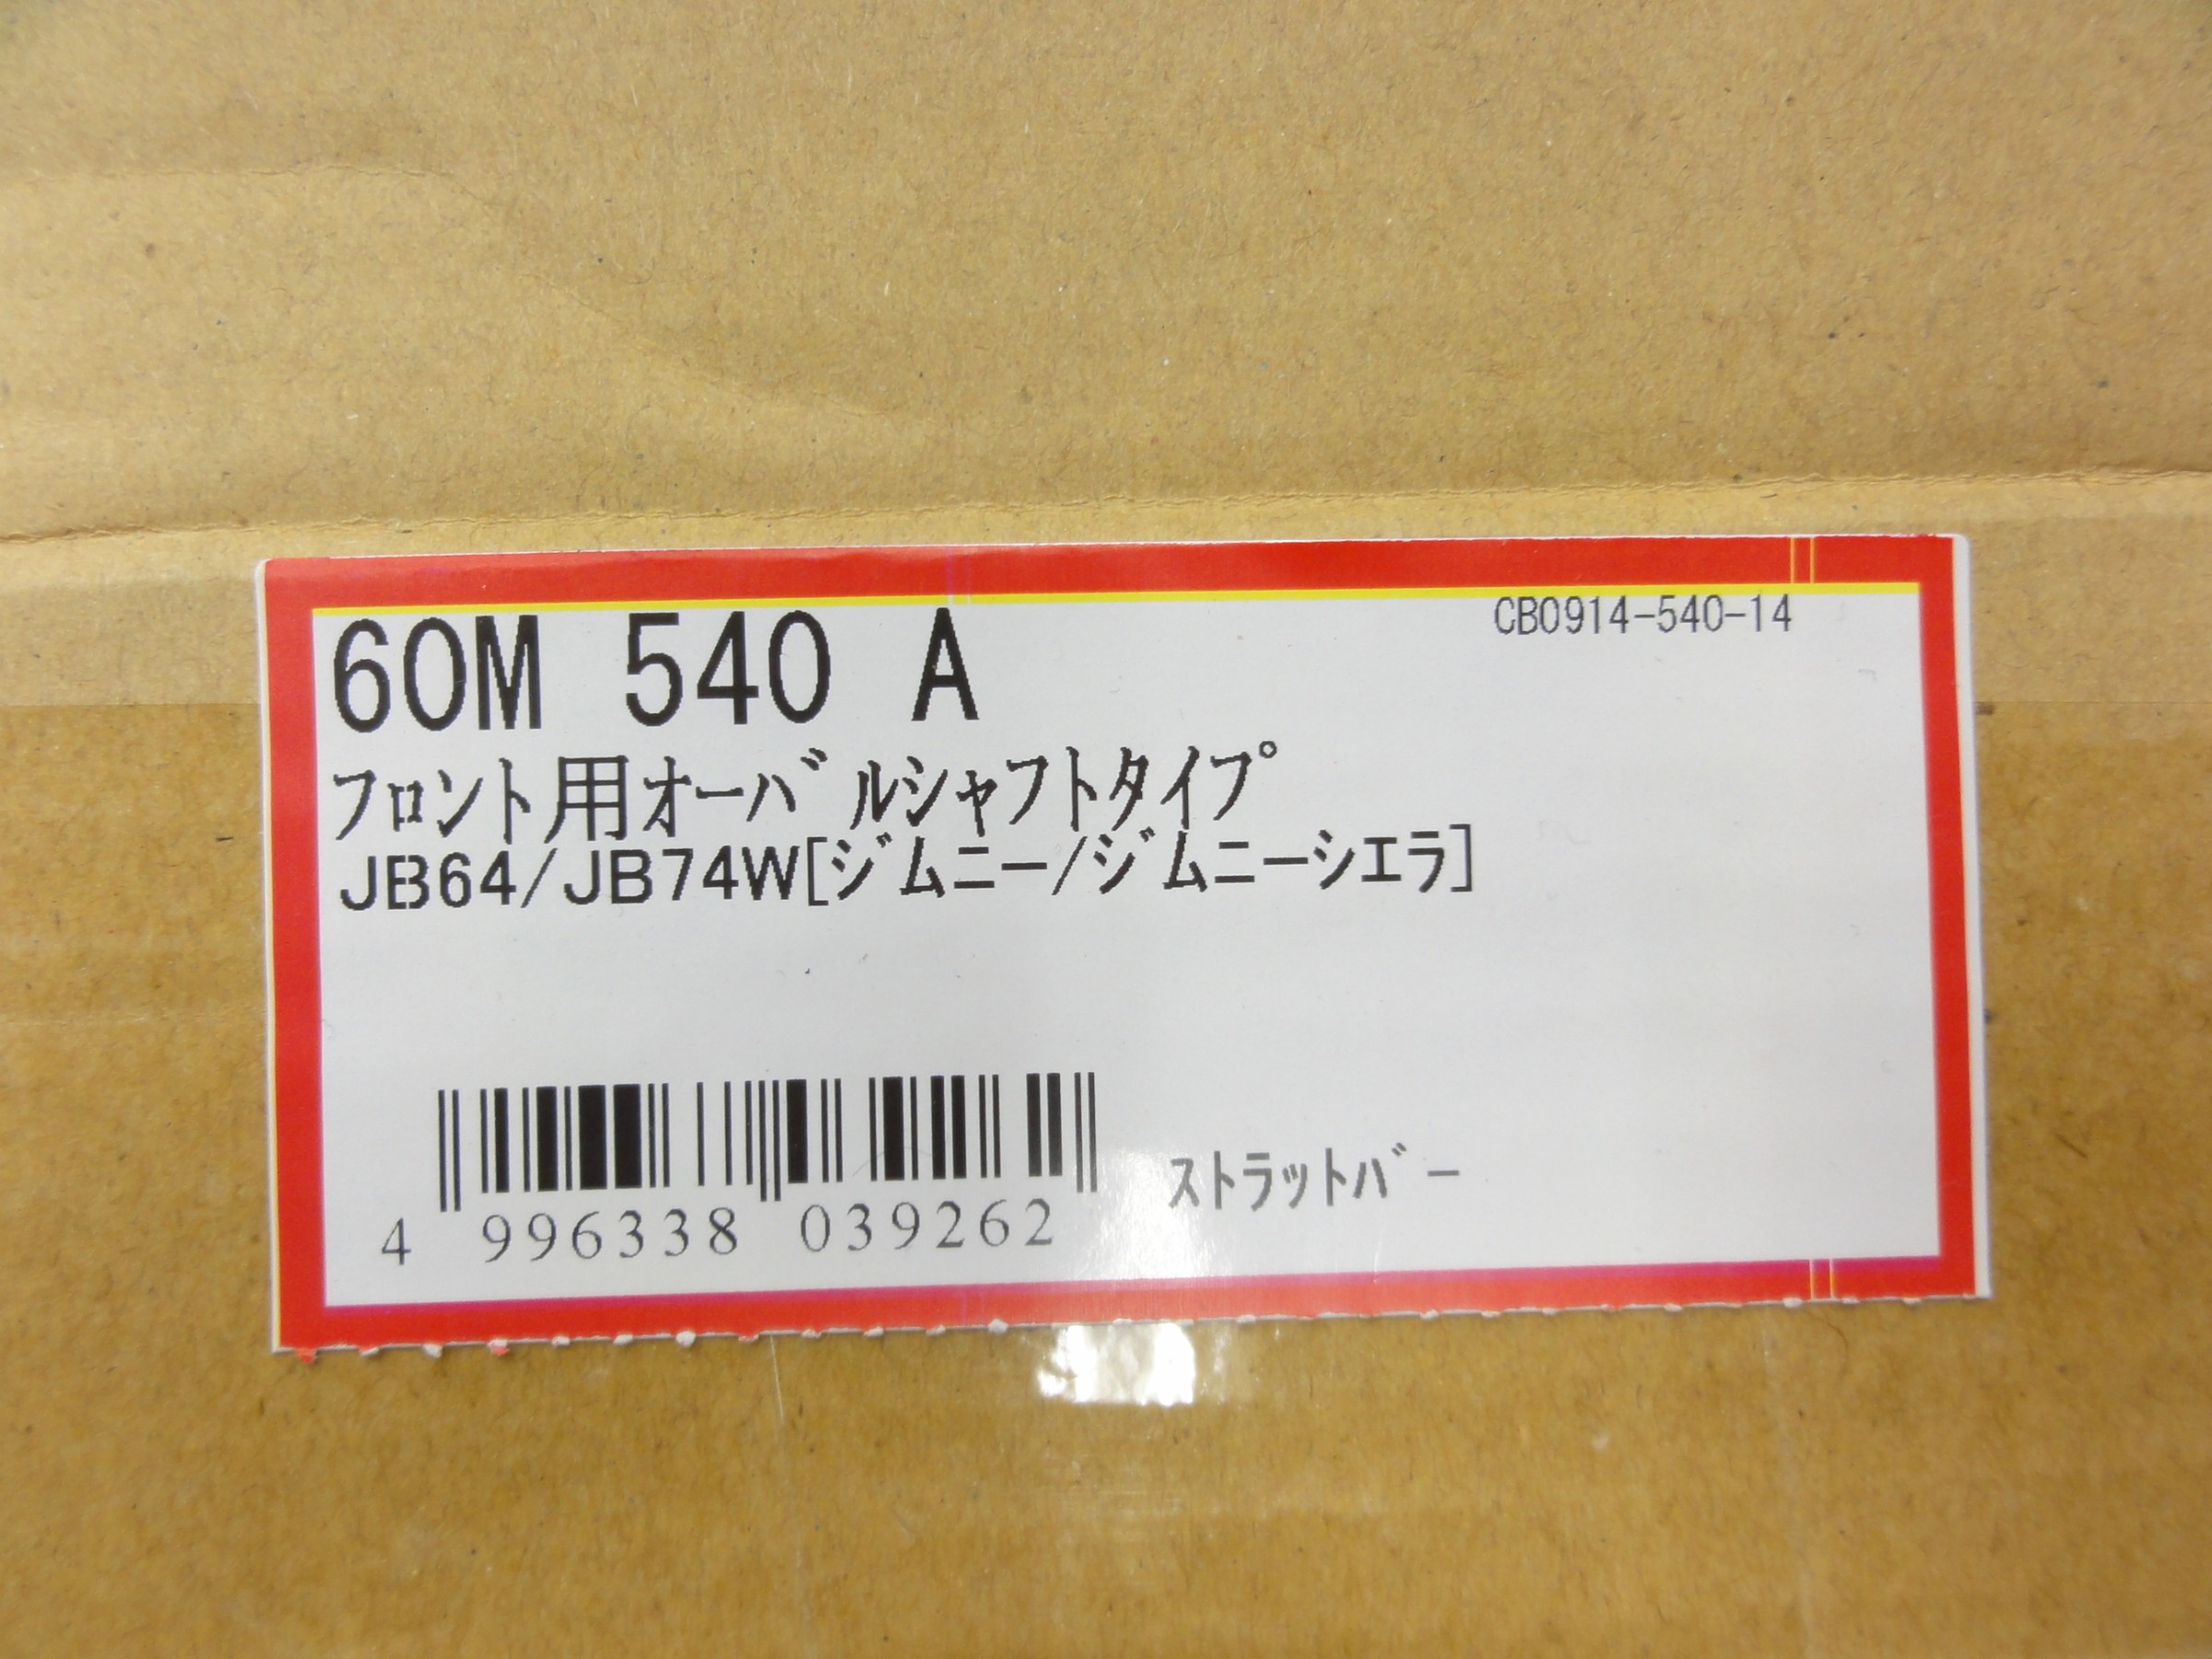 60M 540 A
CB0914-540-14
ﾌﾛﾝﾄ用ｵｰﾊﾞﾙｼｬﾌﾄﾀｲﾌﾟ
JB64/JB74W[ｼﾞﾑﾆｰ/ｼﾞﾑﾆｰｼｴﾗ]
ｽﾄﾗｯﾄﾊﾞｰ
4 996338 039262